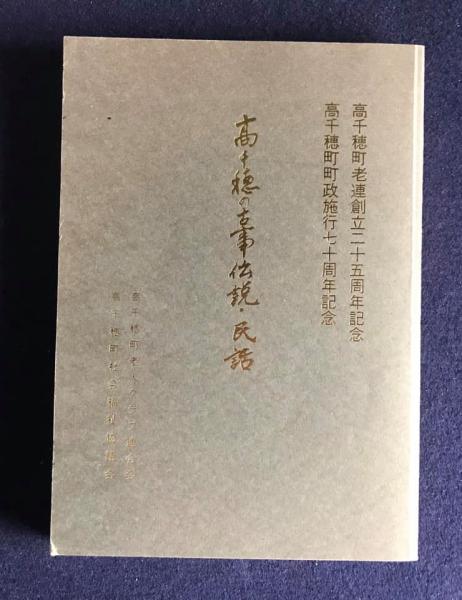 高千穂町老連創立二十五周年記念
高千穂町町政施行七十周年記念
高千穂の古事伝説・民話
高千穂町老人クラブ連合会
高千穂町社会福祉協議会